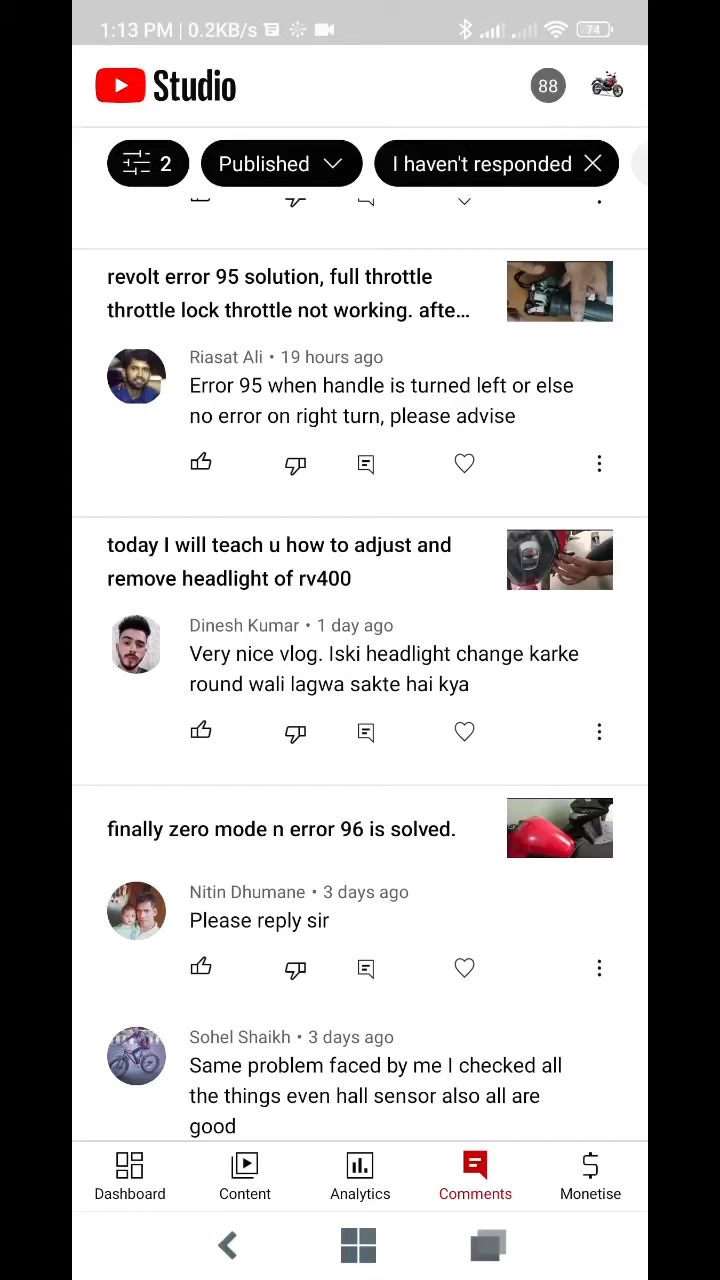 1:13 PM | 0.2KB/s
74
Studio
88
2
Published
I haven't responded
revolt error 95 solution, full throttle
throttle lock throttle not working. afte...
Riasat Ali • 19 hours ago
Error 95 when handle is turned left or else
no error on right turn, please advise
today I will teach u how to adjust and
remove headlight of rv400
Dinesh Kumar • 1 day ago
Very nice vlog. Iski headlight change karke
round wali lagwa sakte hai kya
finally zero mode n error 96 is solved.
Nitin Dhumane • 3 days ago
Please reply sir
Sohel Shaikh • 3 days ago
Same problem faced by me I checked all
the things even hall sensor also all are
good
Dashboard
Content
Analytics
Comments
Monetise